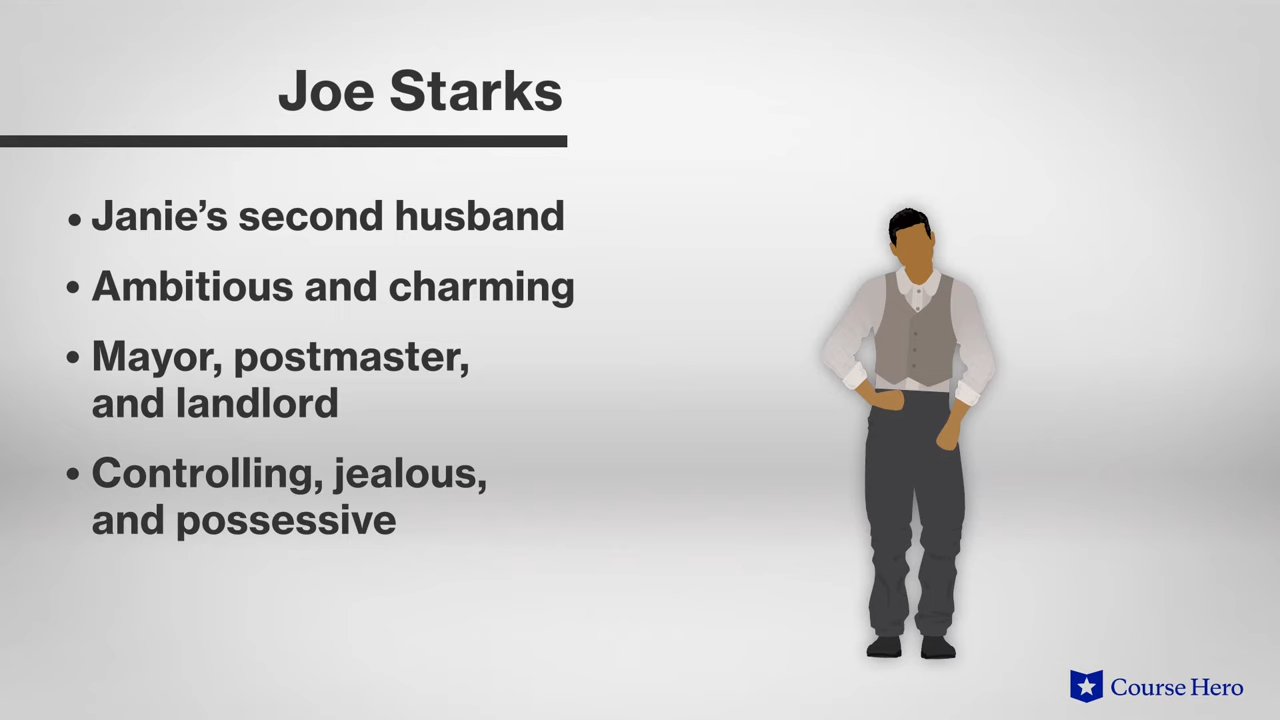 Joe Starks
• Janie’s second husband
• Ambitious and charming
• Mayor, postmaster,
and landlord
• Controlling, jealous,
and possessive
Course Hero